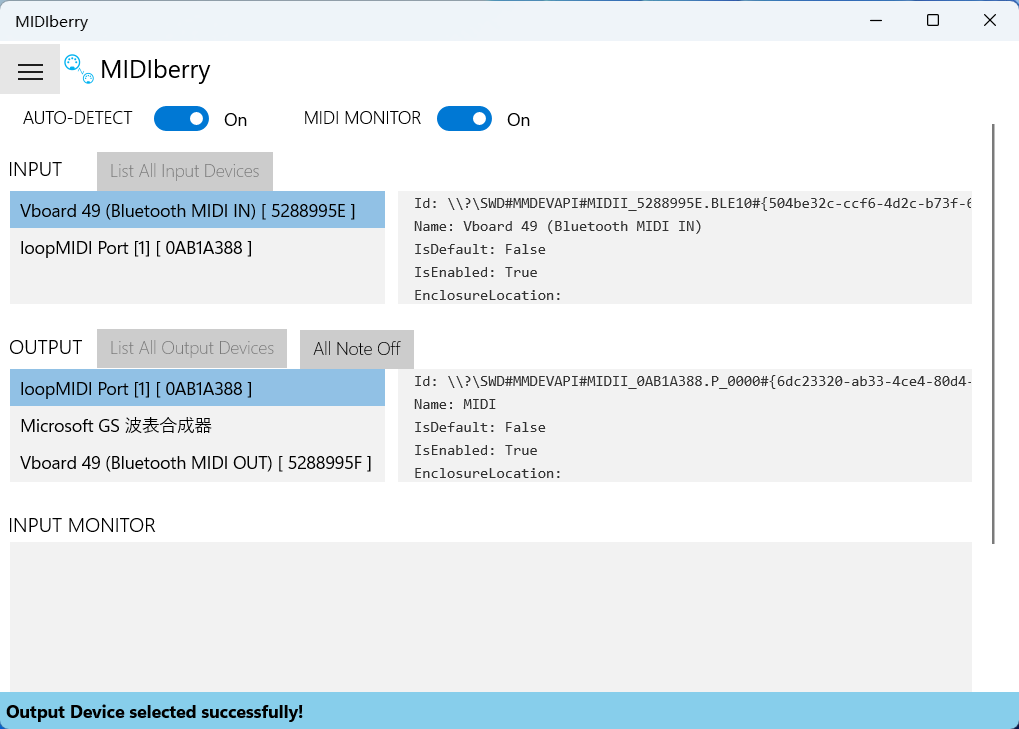 MIDIberry
MIDIberry
AUTO-DETECT On MIDI MONITOR On
INPUT List All Input Devices
Vboard 49 (Bluetooth MIDI IN) [ 5288995E ]
loopMIDI Port [1] [ 0AB1A388 ]
Id: \\?\SWD#MMDEVAPI#MIDII_5288995E.BLE10#{504be32c-ccf6-4d2c-b73f-6
Name: Vboard 49 (Bluetooth MIDI IN)
IsDefault: False
IsEnabled: True
EnclosureLocation:
OUTPUT List All Output Devices All Note Off
loopMIDI Port [1] [ 0AB1A388 ]
Microsoft GS 波表合成器
Vboard 49 (Bluetooth MIDI OUT) [ 5288995F ]
Id: \\?\SWD#MMDEVAPI#MIDII_0AB1A388.P_0000#{6dc23320-ab33-4ce4-80d4-
Name: MIDI
IsDefault: False
IsEnabled: True
EnclosureLocation:
INPUT MONITOR
Output Device selected successfully!